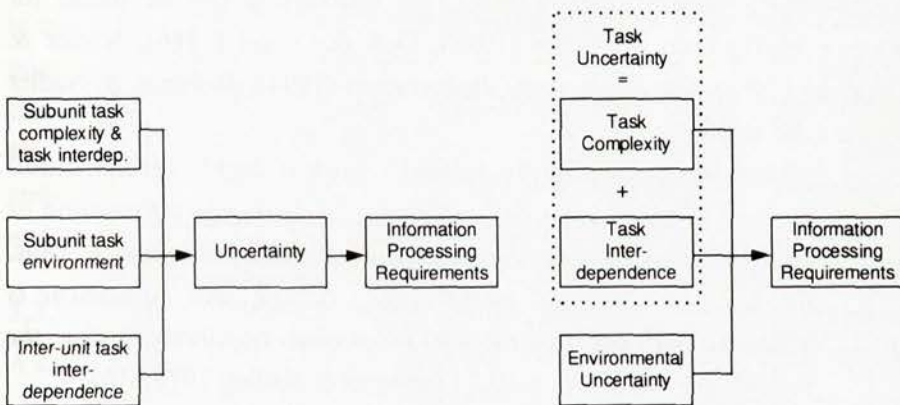 Subunit task
complexity &
task interdep.
Subunit task
environment
Inter-unit task
inter-
dependence
Uncertainty
Information
Processing
Requirements
Task
Uncertainty
=
Task
Complexity
+
Task
Inter-
dependence
Environmental
Uncertainty
Information
Processing
Requirements